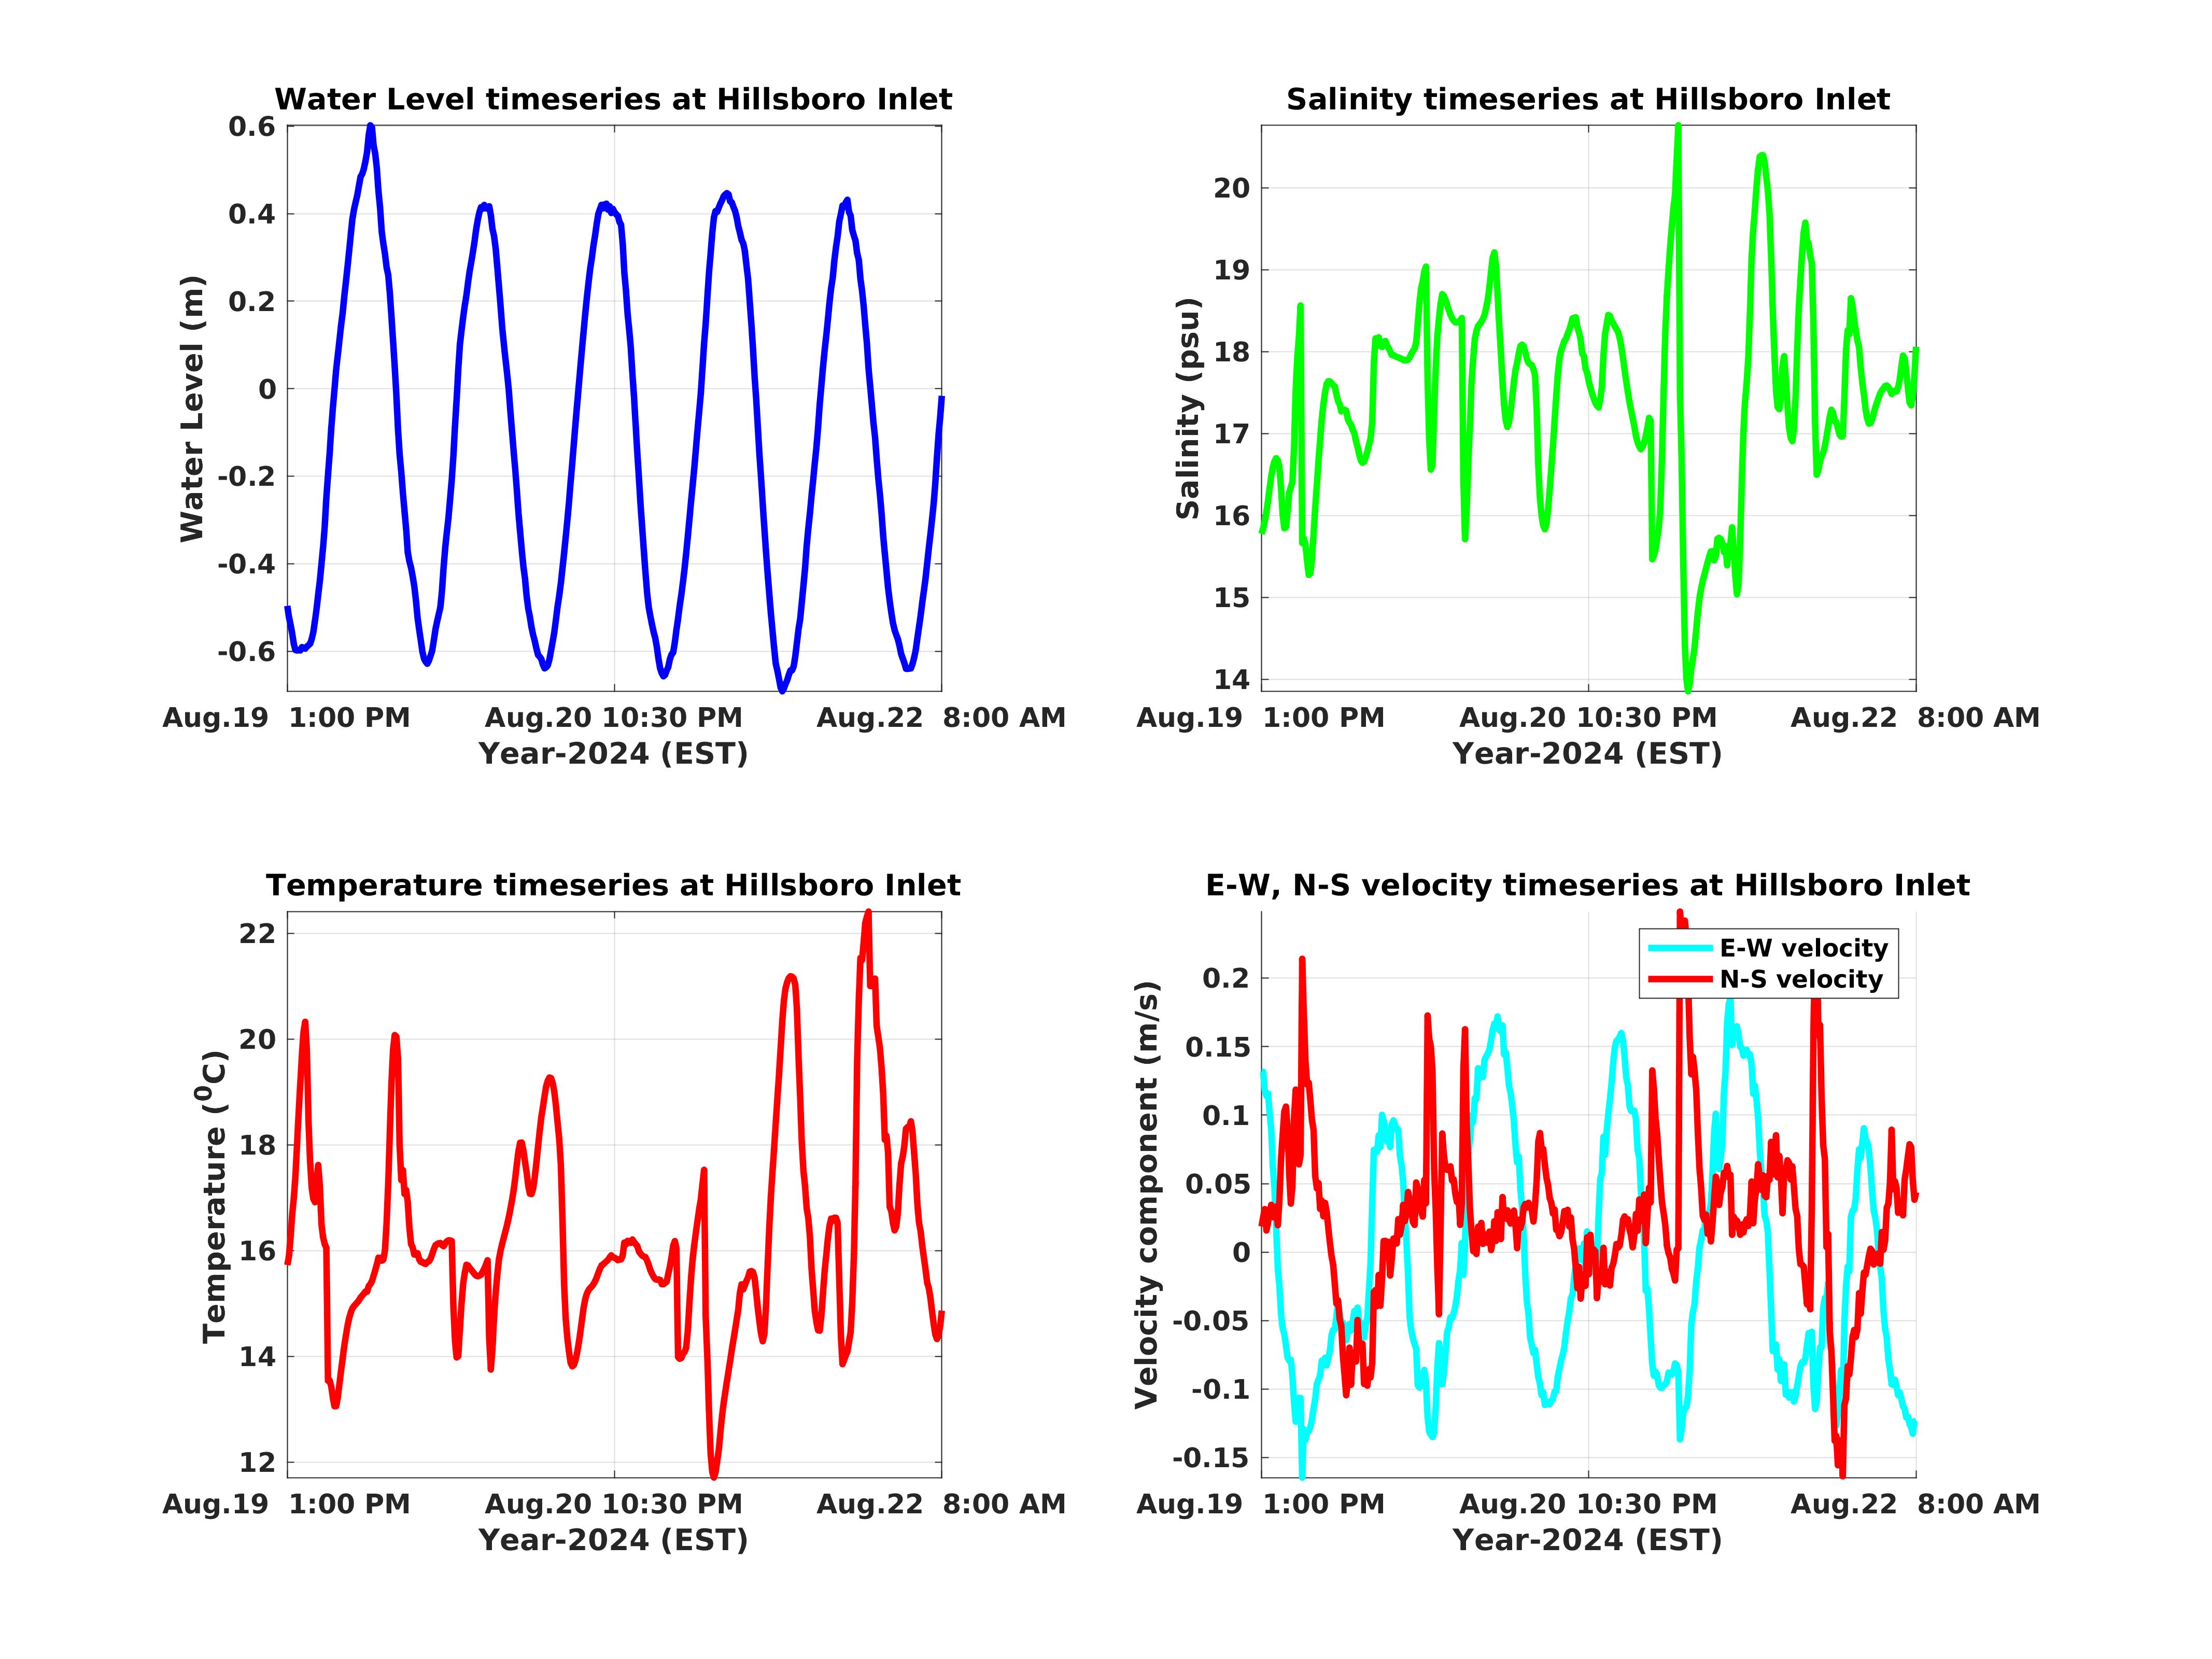 Water Level timeseries at Hillsboro Inlet
0.6
0.4
0.2
0
-0.2
-0.4
-0.6
Water Level (m)
Aug.19 1:00 PM Aug.20 10:30 PM Aug.22 8:00 AM
Year-2024 (EST)
Salinity timeseries at Hillsboro Inlet
20
19
18
17
16
15
14
Salinity (psu)
Aug.19 1:00 PM Aug.20 10:30 PM Aug.22 8:00 AM
Year-2024 (EST)
Temperature timeseries at Hillsboro Inlet
22
20
18
16
14
12
Temperature (⁰C)
Aug.19 1:00 PM Aug.20 10:30 PM Aug.22 8:00 AM
Year-2024 (EST)
E-W, N-S velocity timeseries at Hillsboro Inlet
E-W velocity
N-S velocity
0.2
0.15
0.1
0.05
0
-0.05
-0.1
-0.15
Velocity component (m/s)
Aug.19 1:00 PM Aug.20 10:30 PM Aug.22 8:00 AM
Year-2024 (EST)